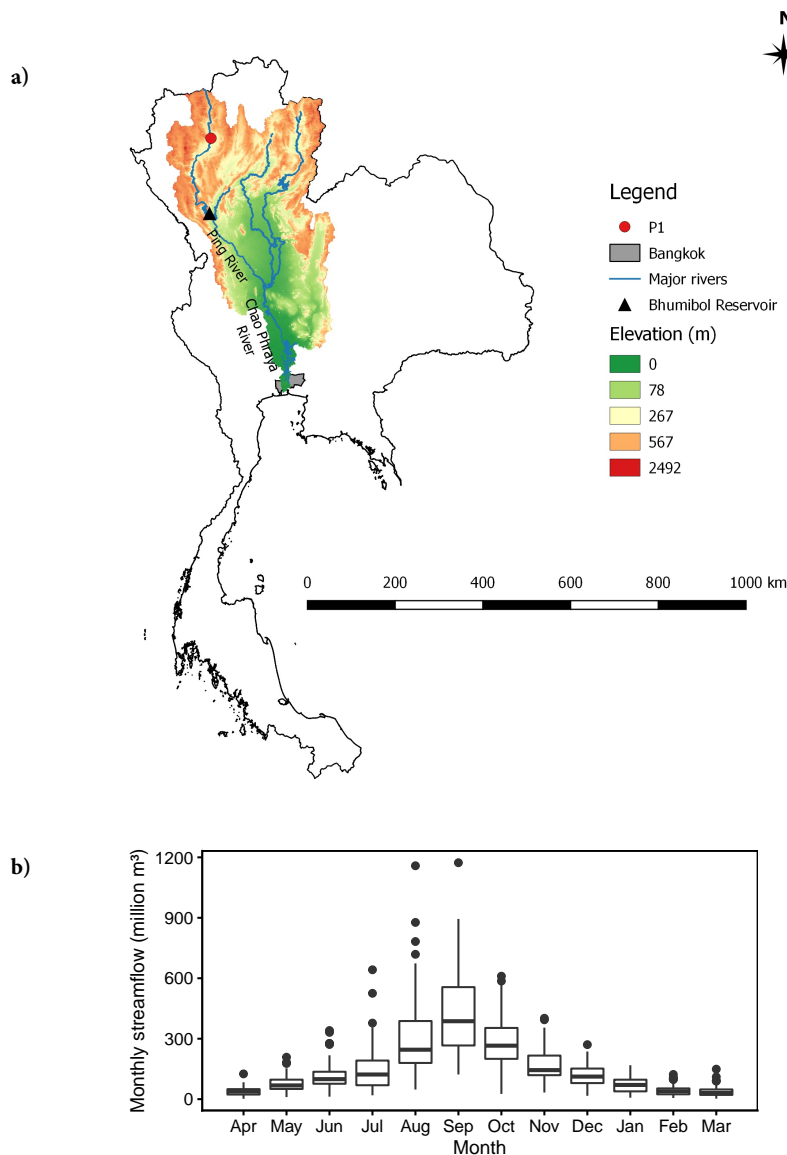 N
a)
Legend
P1
Bangkok
Major rivers
Bhumibol Reservoir
Elevation (m)
0
78
267
567
2492
Ping River
Chao Phraya
River
0 200 400 600 800 1000 km
b)
Monthly streamflow (million m³)
1200
900
600
300
0
Apr May Jun Jul Aug Sep Oct Nov Dec Jan Feb Mar
Month